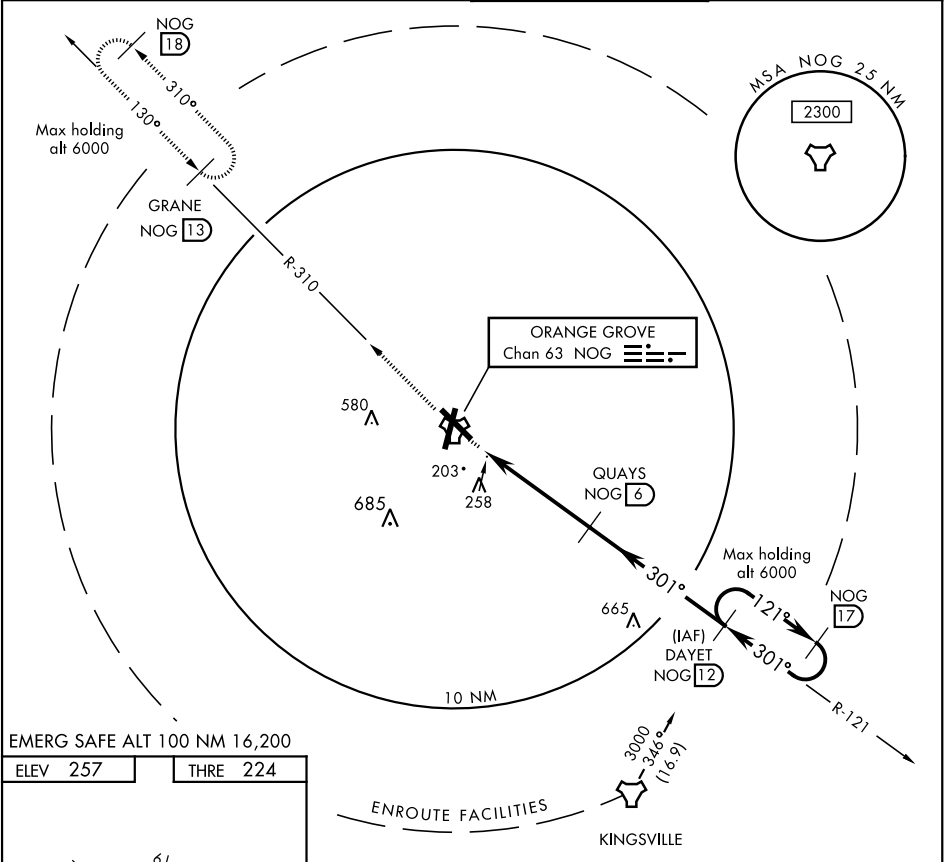 NOG
18
310°
130°
Max holding
alt 6000
GRANE
NOG 13
R-310
MSA NOG 25 NM
2300
ORANGE GROVE
Chan 63 NOG
580
203
258
685
QUAYS
NOG 6
301°
Max holding
alt 6000
121°
NOG
17
301°
665
(IAF)
DAYET
NOG 12
R-121
10 NM
3000
346°
(16.9)
KINGSVILLE
ENROUTE FACILITIES
EMERG SAFE ALT 100 NM 16,200
ELEV 257
THRE 224